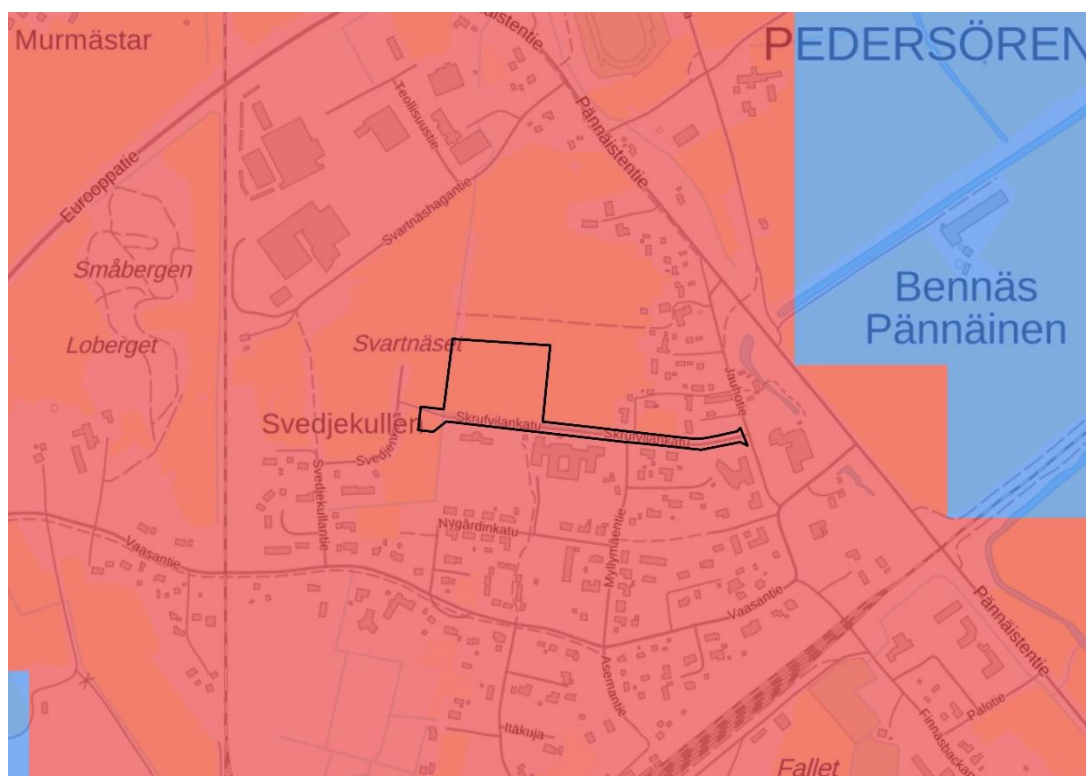 Murmästar
PEDERSÖREN
Teollisuustie
Pännäistentie
Eurooppatie
Svartnäshagantie
Småbergen
Bennäs
Pännäinen
Loberget
Svartnäset
Jauhotie
Svedjekullen
Skrufvilankatu
Skrufvilankatu
Svedjekullantie
Nygårdinkatu
Myllymäentie
Vaasantie
Vaasantie
Pännäistentie
Asemantie
Palotie
Itäkuja
Fallet